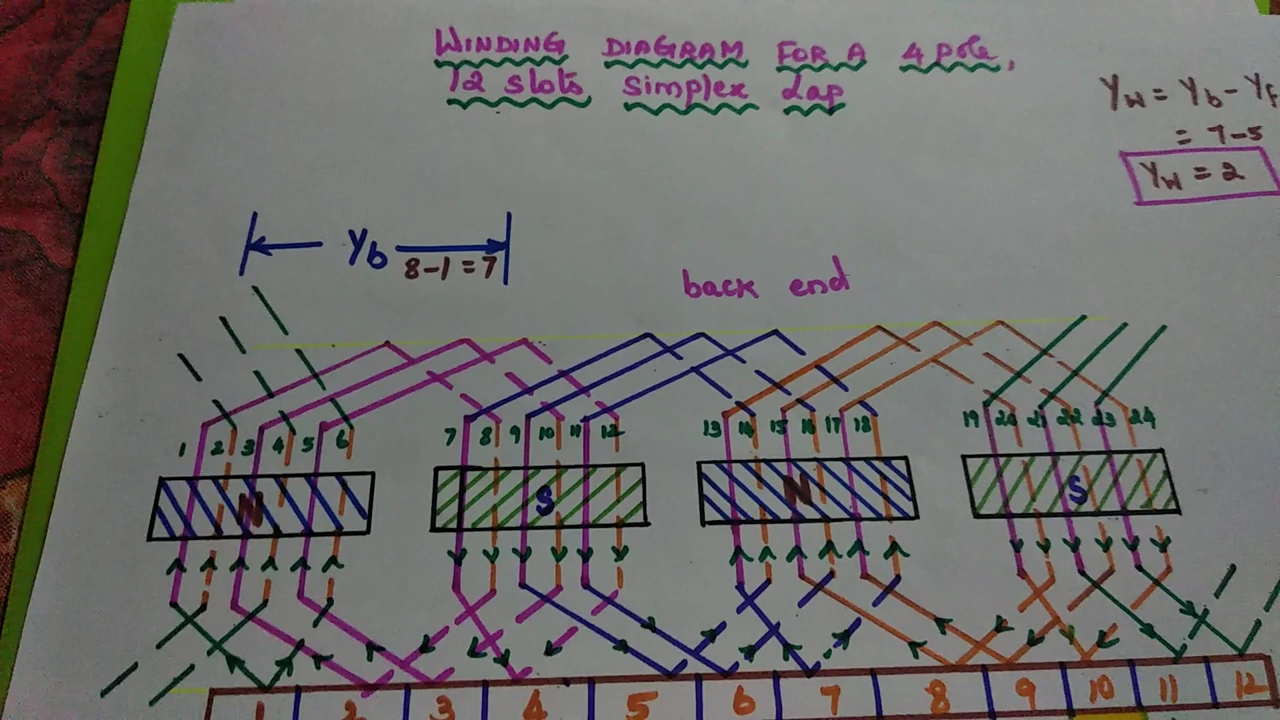 WINDING DIAGRAM FOR A 4 pole,
12 slots simplex Lap
Yw = Yb - Yf
= 7-5
Yw = 2
Yb
8-1=7
back end
1 2 3 4 5 6 7 8 9 10 11 12 13 14 15 16 17 18 19 20 21 22 23 24
N S N S
1 2 3 4 5 6 7 8 9 10 11 12